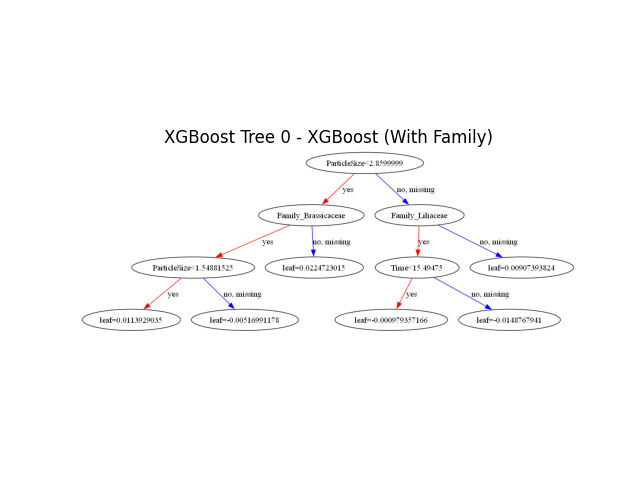 XGBoost Tree 0 - XGBoost (With Family)
ParticleSize<2.8599999
yes
no, missing
Family_Brassicaceae
Family_Liliaceae
yes
no, missing
yes
no, missing
ParticleSize<1.54881525
leaf=0.0224723015
Time<15.49475
leaf=0.00907393824
yes
no, missing
yes
no, missing
leaf=0.0113929035
leaf=-0.00516991178
leaf=-0.000979357166
leaf=-0.0148767941